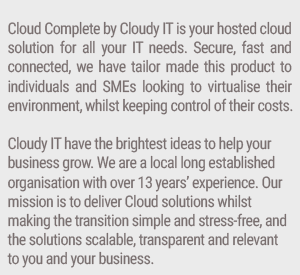 Cloud Complete by Cloudy IT is your hosted cloud
solution for all your IT needs. Secure, fast and
connected, we have tailor made this product to
individuals and SMEs looking to virtualise their
environment, whilst keeping control of their costs.
Cloudy IT have the brightest ideas to help your
business grow. We are a local long established
organisation with over 13 years’ experience. Our
mission is to deliver Cloud solutions whilst
making the transition simple and stress-free, and
the solutions scalable, transparent and relevant
to you and your business.